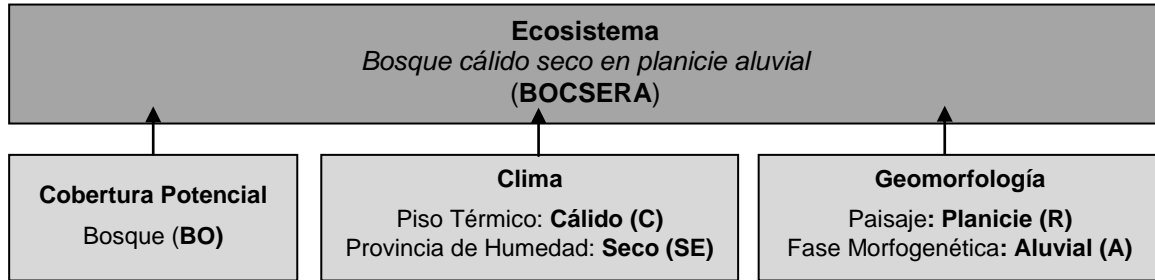 Ecosistema
Bosque cálido seco en planicie aluvial
(BOCSERA)
Cobertura Potencial
Bosque (BO)
Clima
Piso Térmico: Cálido (C)
Provincia de Humedad: Seco (SE)
Geomorfología
Paisaje: Planicie (R)
Fase Morfogenética: Aluvial (A)